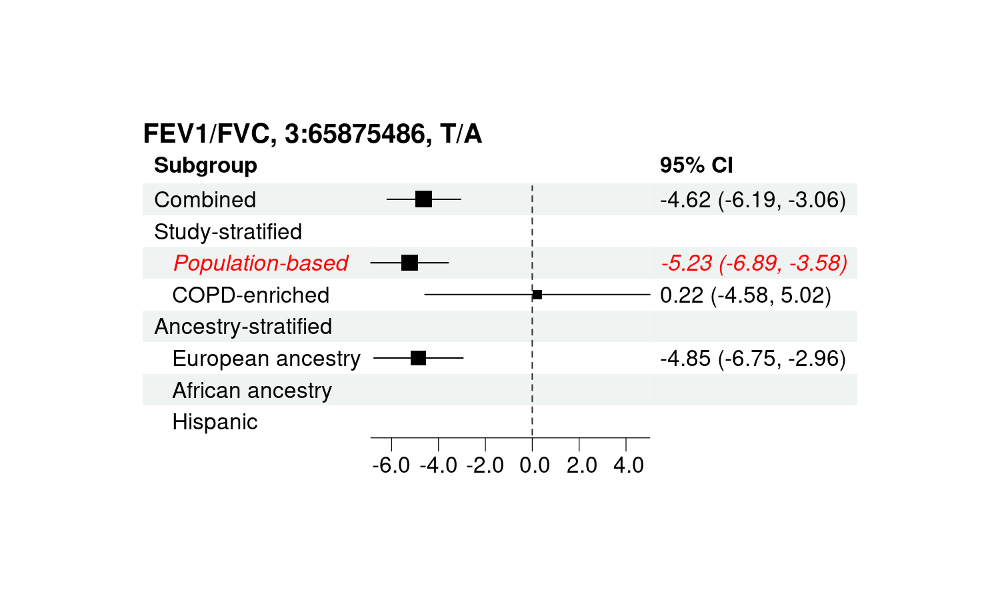 FEV1/FVC, 3:65875486, T/A
Subgroup 95% CI
Combined -4.62 (-6.19, -3.06)
Study-stratified
Population-based -5.23 (-6.89, -3.58)
COPD-enriched 0.22 (-4.58, 5.02)
Ancestry-stratified
European ancestry -4.85 (-6.75, -2.96)
African ancestry
Hispanic
-6.0 -4.0 -2.0 0.0 2.0 4.0